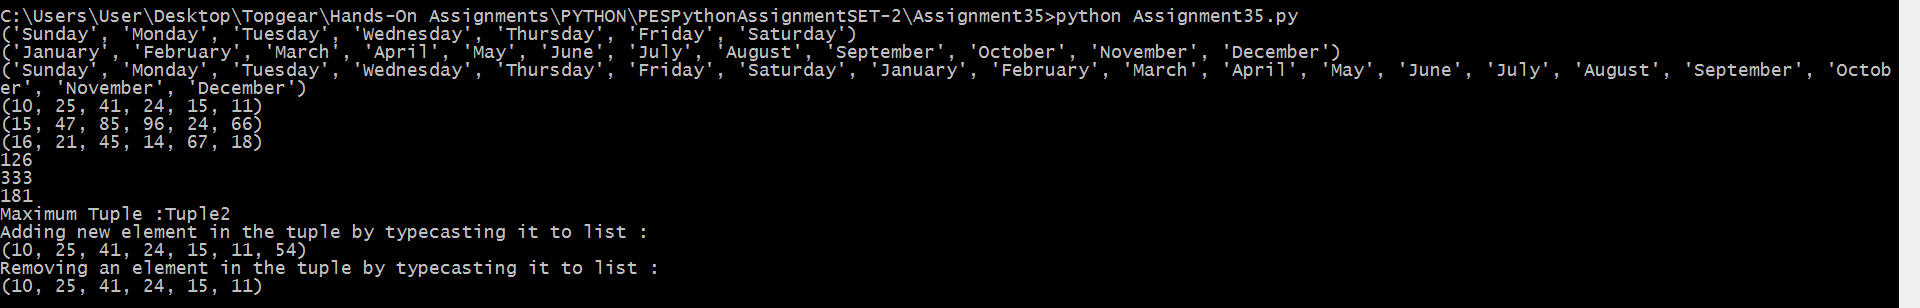 C:\Users\User\Desktop\Topgear\Hands-On Assignments\PYTHON\PESPythonAssignmentSET-2\Assignment35>python Assignment35.py
('Sunday', 'Monday', 'Tuesday', 'Wednesday', 'Thursday', 'Friday', 'Saturday')
('January', 'February', 'March', 'April', 'May', 'June', 'July', 'August', 'September', 'October', 'November', 'December')
('Sunday', 'Monday', 'Tuesday', 'Wednesday', 'Thursday', 'Friday', 'Saturday', 'January', 'February', 'March', 'April', 'May', 'June', 'July', 'August', 'September', 'Octob
er', 'November', 'December')
(10, 25, 41, 24, 15, 11)
(15, 47, 85, 96, 24, 66)
(16, 21, 45, 14, 67, 18)
126
333
181
Maximum Tuple :Tuple2
Adding new element in the tuple by typecasting it to list :
(10, 25, 41, 24, 15, 11, 54)
Removing an element in the tuple by typecasting it to list :
(10, 25, 41, 24, 15, 11)